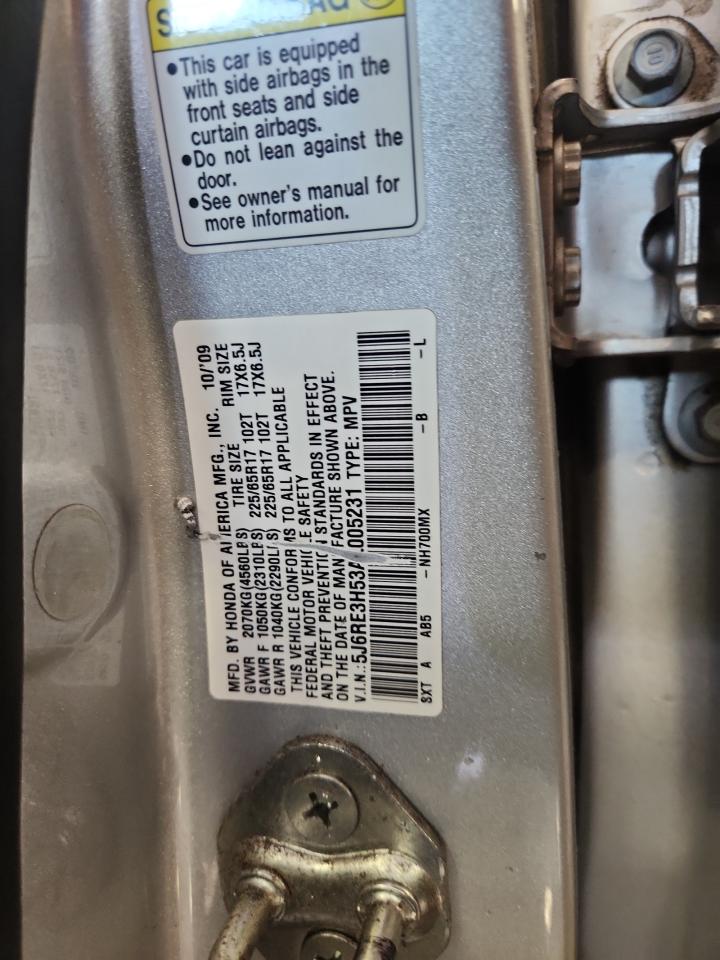 •This car is equipped
with side airbags in the
front seats and side
curtain airbags.
•Do not lean against the
door.
•See owner's manual for
more information.
MFD. BY HONDA OF AMERICA MFG., INC. 10/'09
GVWR 2070KG(4560LBS) TIRE SIZE RIM SIZE
GAWR F 1050KG(2310LBS) 225/65R17 102T 17X6.5J
GAWR R 1040KG(2290LBS) 225/65R17 102T 17X6.5J
THIS VEHICLE CONFORMS TO ALL APPLICABLE
FEDERAL MOTOR VEHICLE SAFETY
AND THEFT PREVENTION STANDARDS IN EFFECT
ON THE DATE OF MANUFACTURE SHOWN ABOVE.
V.I.N.:5J6RE3H53AL005231 TYPE: MPV
SXT A AB5 -NH700MX -B -L